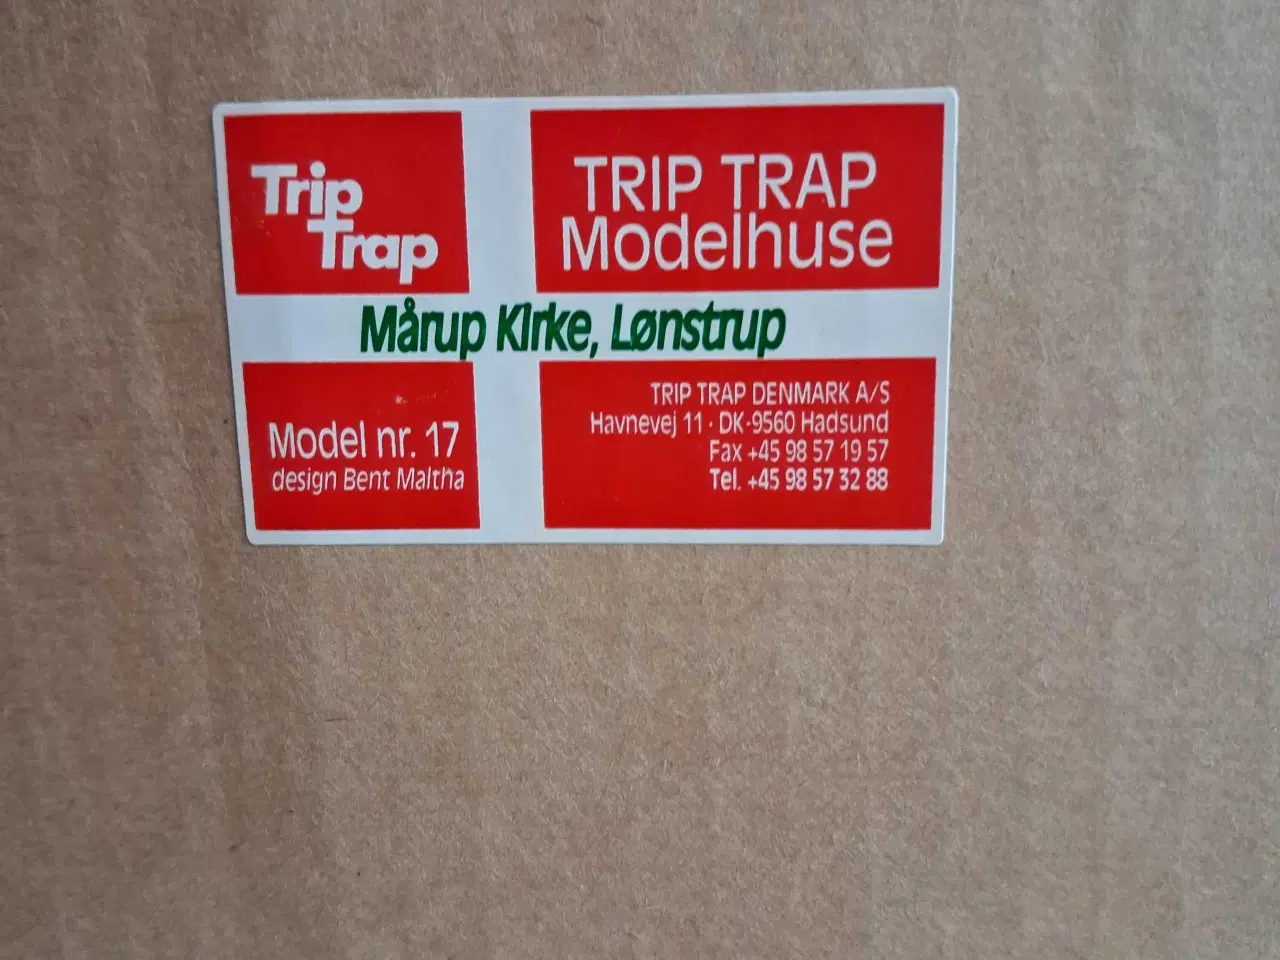 Trip
Trap
TRIP TRAP
Modelhuse
Mårup Kirke, Lønstrup
Model nr. 17
design Bent Maltha
TRIP TRAP DENMARK A/S
Havnevej 11 · DK-9560 Hadsund
Fax +45 98 57 19 57
Tel. +45 98 57 32 88